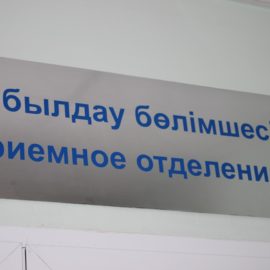 былдау бөлімшес
риемное отделени